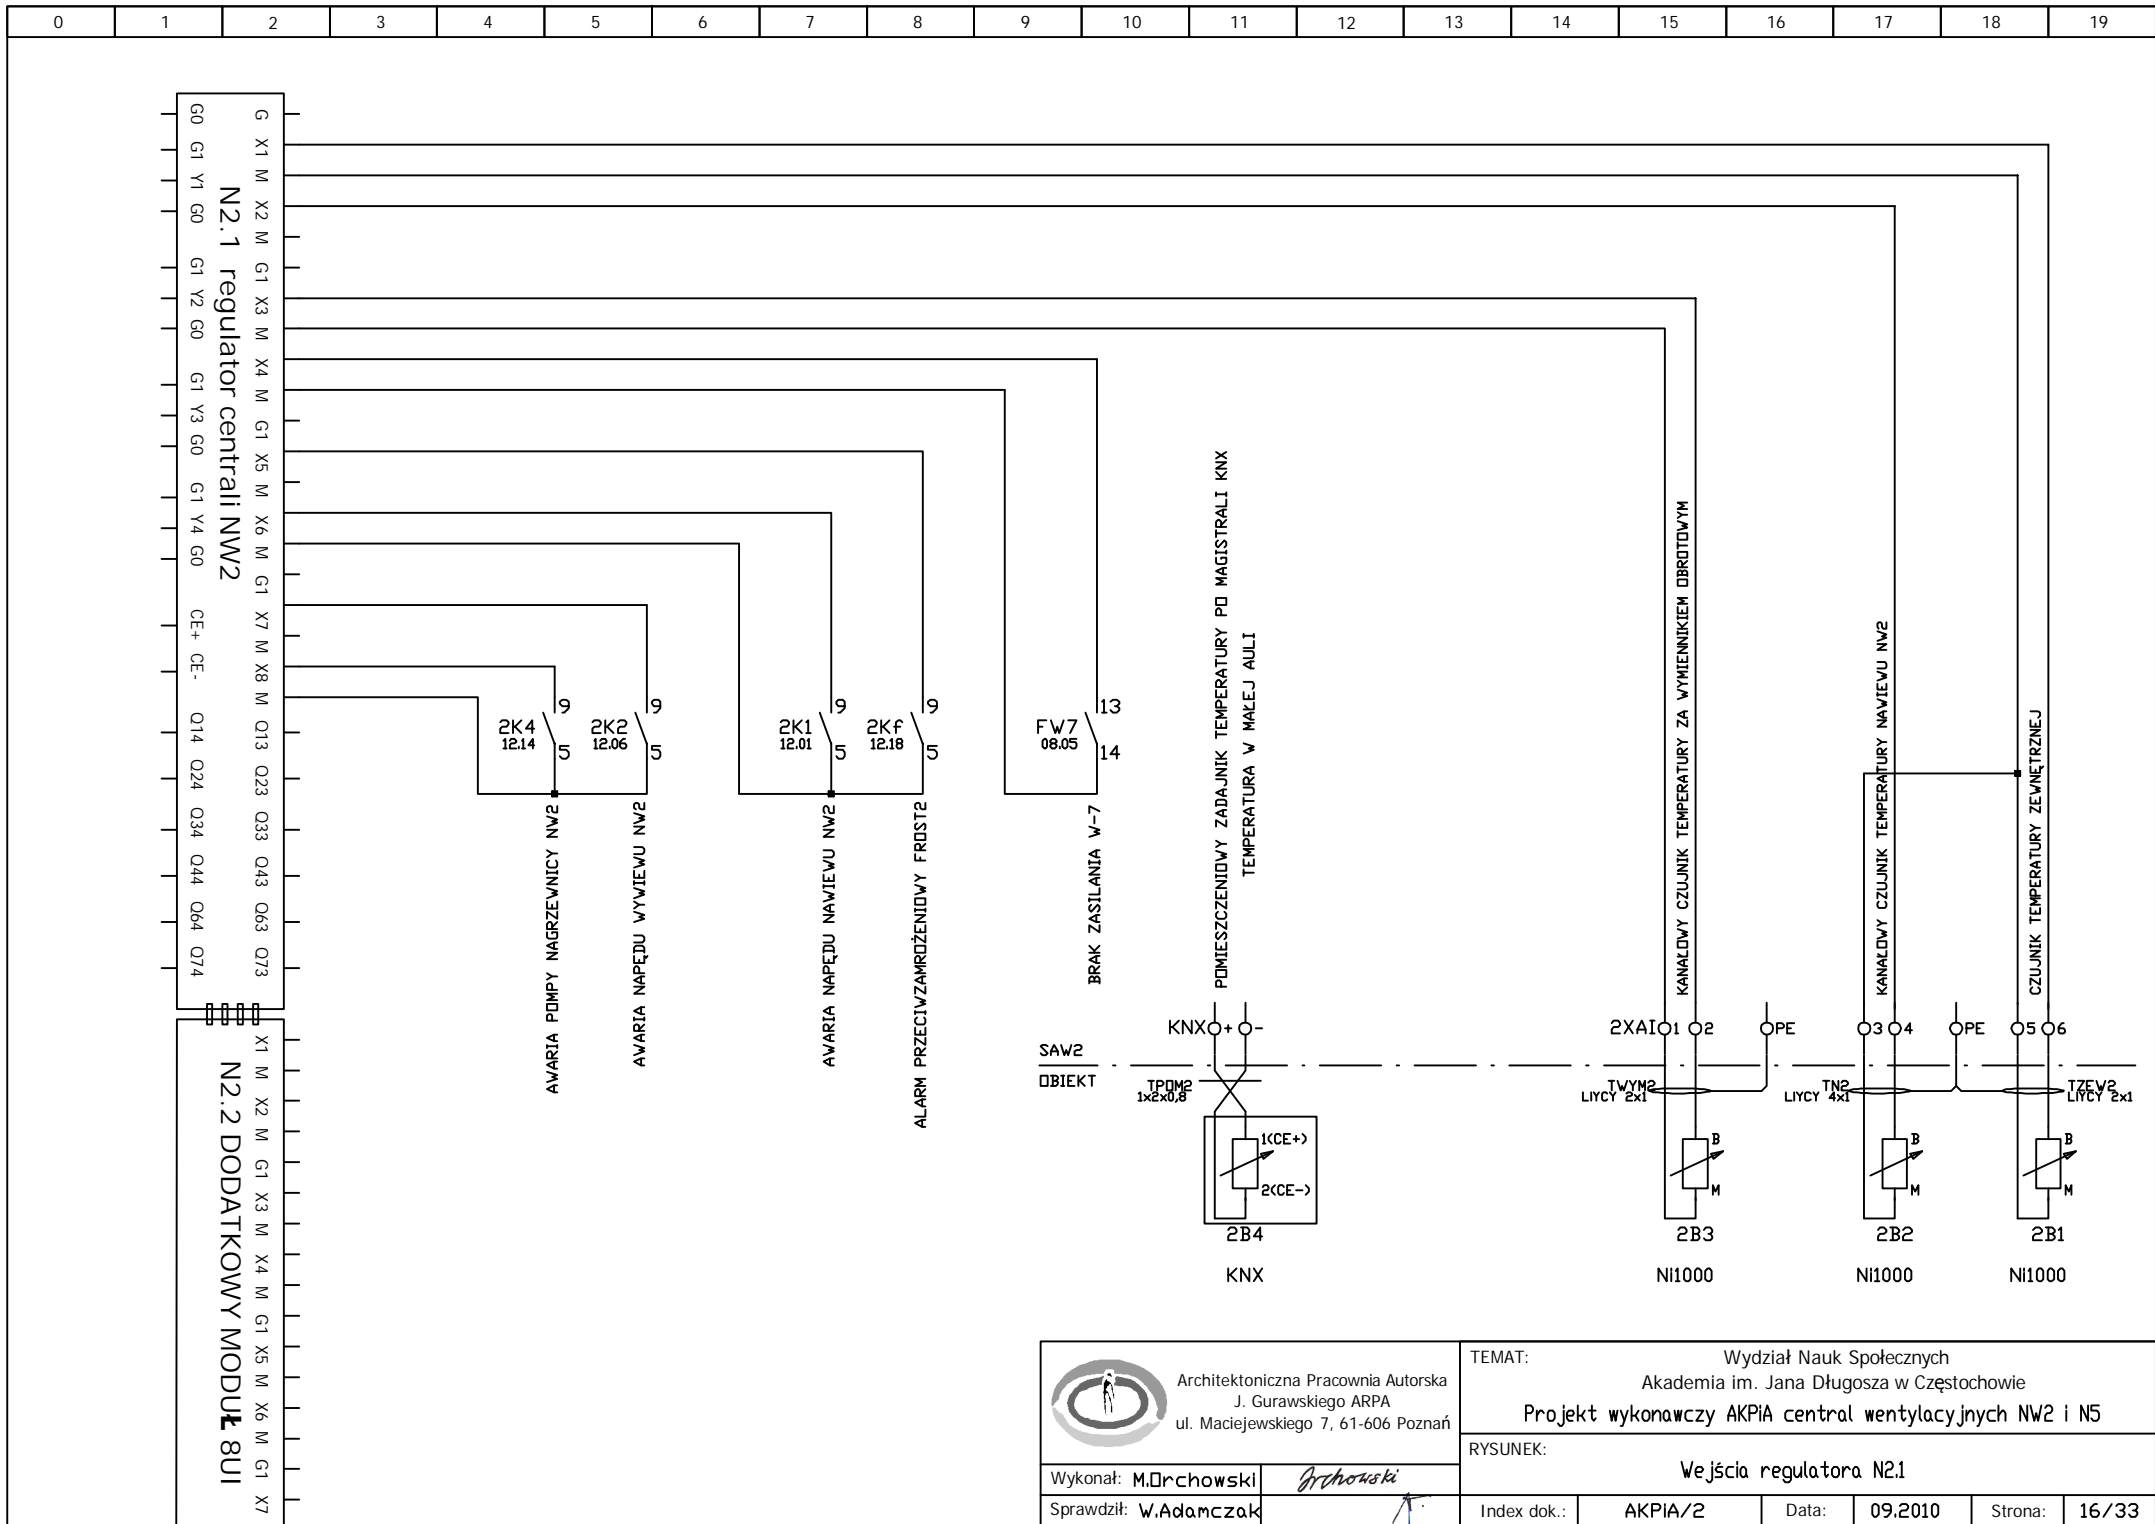 0 1 2 3 4 5 6 7 8 9 10 11 12 13 14 15 16 17 18 19
G0 G1 Y1 G0 G1 Y2 G0 G1 Y3 G0 G1 Y4 G0 CE+ CE- Q14 Q24 Q34 Q44 Q64 Q74
N2.1 regulator centrali NW2
G X1 M X2 M G1 X3 M X4 M G1 X5 M X6 M G1 X7 M X8 M Q13 Q23 Q33 Q43 Q63 Q73
N2.2 DODATKOWY MODUŁ 8UI
X1 M X2 M G1 X3 M X4 M G1 X5 M X6 M G1 X7
2K4
12.14
9
5
AWARIA POMPY NAGRZEWNICY NW2
2K2
12.06
9
5
AWARIA NAPĘDU WYWIEWU NW2
2K1
12.01
9
5
AWARIA NAPĘDU NAWIEWU NW2
2Kf
12.18
9
5
ALARM PRZECIWZAMROŻENIOWY FROST2
FW7
08.05
13
14
BRAK ZASILANIA W-7
POMIESZCZENIOWY ZADAJNIK TEMPERATURY PO MAGISTRALI KNX
TEMPERATURA W MAŁEJ AULI
KANAŁOWY CZUJNIK TEMPERATURY ZA WYMIENNIKIEM OBROTOWYM
KANAŁOWY CZUJNIK TEMPERATURY NAWIEWU NW2
CZUJNIK TEMPERATURY ZEWNĘTRZNEJ
KNX + -
2XAI 1 2 PE 3 4 PE 5 6
SAW2
OBIEKT
TPOM2
1x2x0,8
TWYM2
LIYCY 2x1
TN2
LIYCY 4x1
TZEW2
LIYCY 2x1
1(CE+)
2(CE-)
B
M
B
M
B
M
2B4
2B3
2B2
2B1
KNX
Ni1000
Ni1000
Ni1000
Architektoniczna Pracownia Autorska
J. Gurawskiego ARPA
ul. Maciejewskiego 7, 61-606 Poznań
Wykonał: M.Orchowski Orchowski
Sprawdził: W.Adamczak
TEMAT:
Wydział Nauk Społecznych
Akademia im. Jana Długosza w Częstochowie
Projekt wykonawczy AKPiA central wentylacyjnych NW2 i N5
RYSUNEK:
Wejścia regulatora N2.1
Index dok.: AKPiA/2 Data: 09.2010 Strona: 16/33